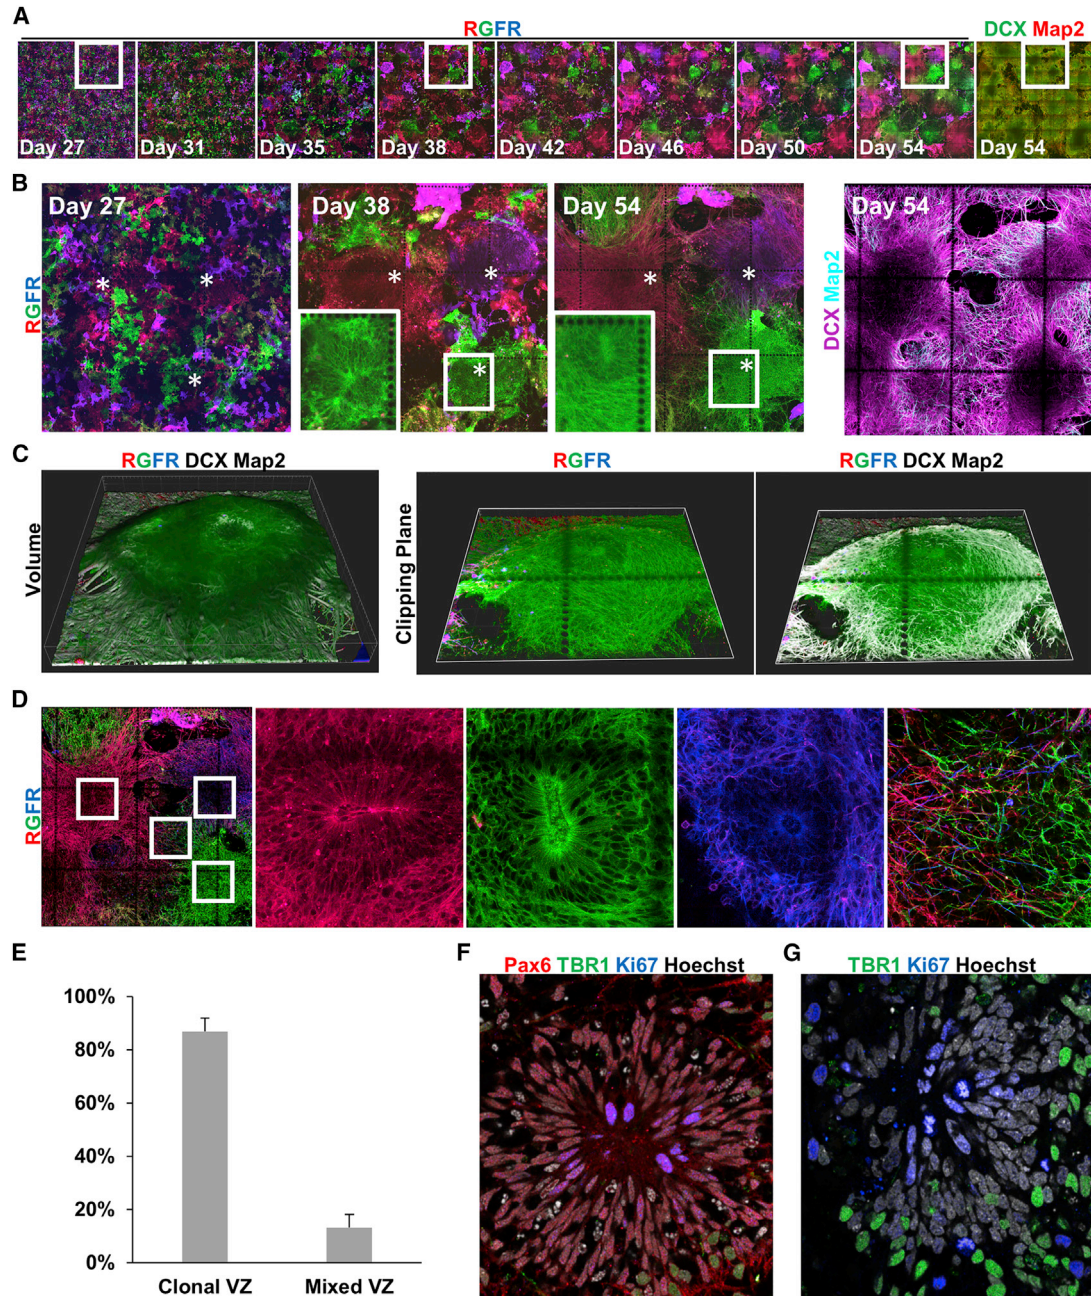 A
RGFR
DCX Map2
Day 27
Day 31
Day 35
Day 38
Day 42
Day 46
Day 50
Day 54
Day 54
B
RGFR
Day 27
*
*
*
Day 38
*
*
*
Day 54
*
*
*
DCX Map2
Day 54
C
RGFR DCX Map2
Volume
RGFR
RGFR DCX Map2
Clipping Plane
D
RGFR
E
100%
80%
60%
40%
20%
0%
Clonal VZ
Mixed VZ
F
Pax6 TBR1 Ki67 Hoechst
G
TBR1 Ki67 Hoechst